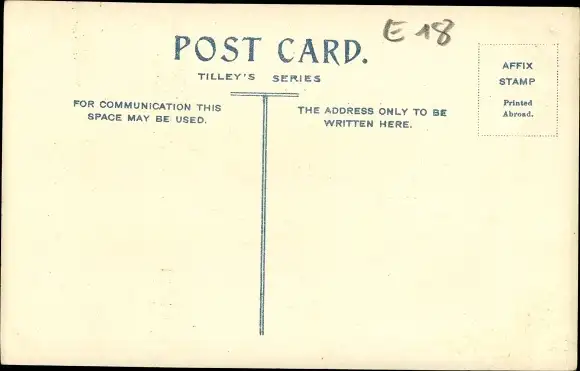 E 18
POST CARD.
TILLEY'S SERIES
FOR COMMUNICATION THIS
SPACE MAY BE USED.
THE ADDRESS ONLY TO BE
WRITTEN HERE.
AFFIX
STAMP
Printed
Abroad.